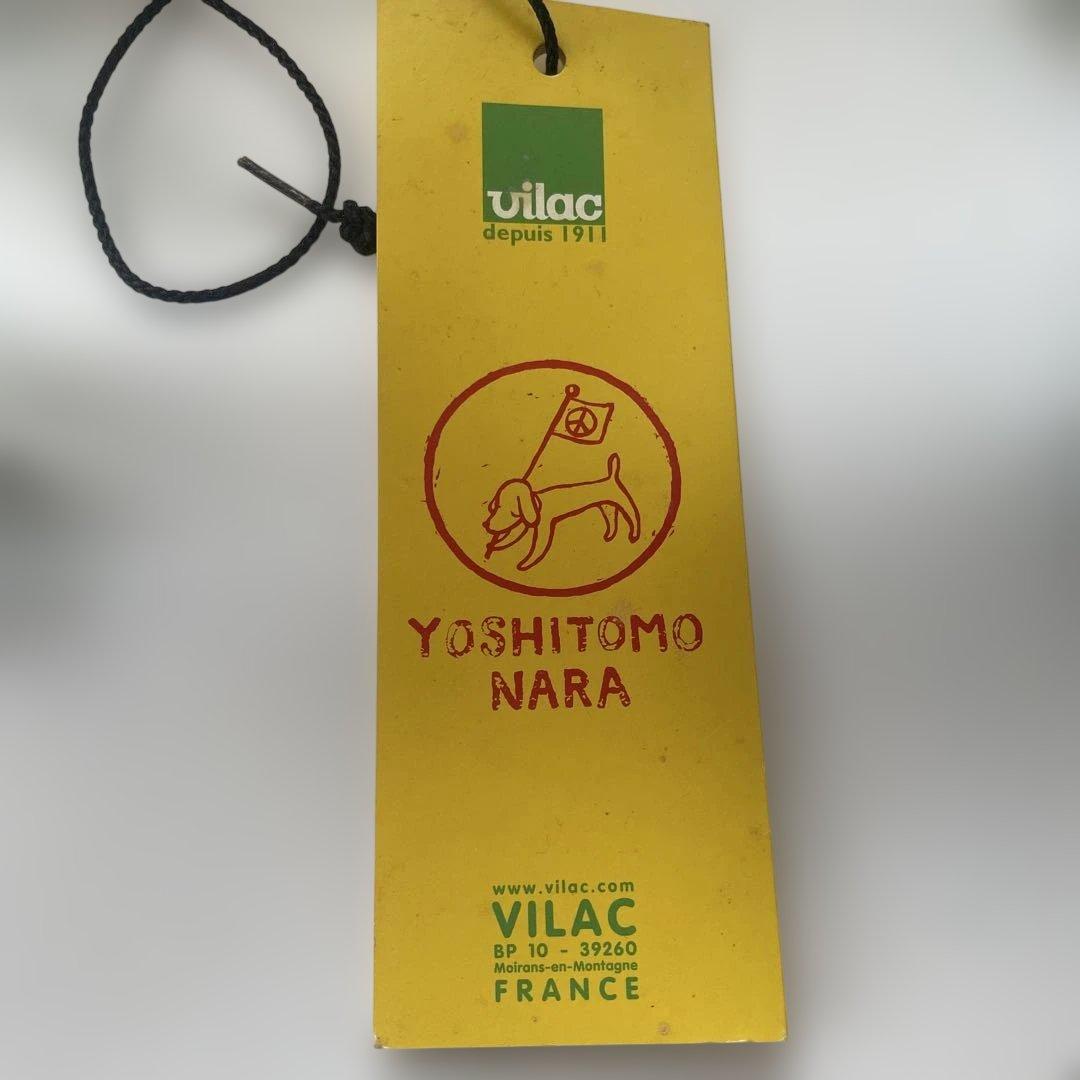 vilac
depuis 1911
YOSHITOMO
NARA
www.vilac.com
VILAC
BP 10 - 39260
Moirans-en-Montagne
FRANCE